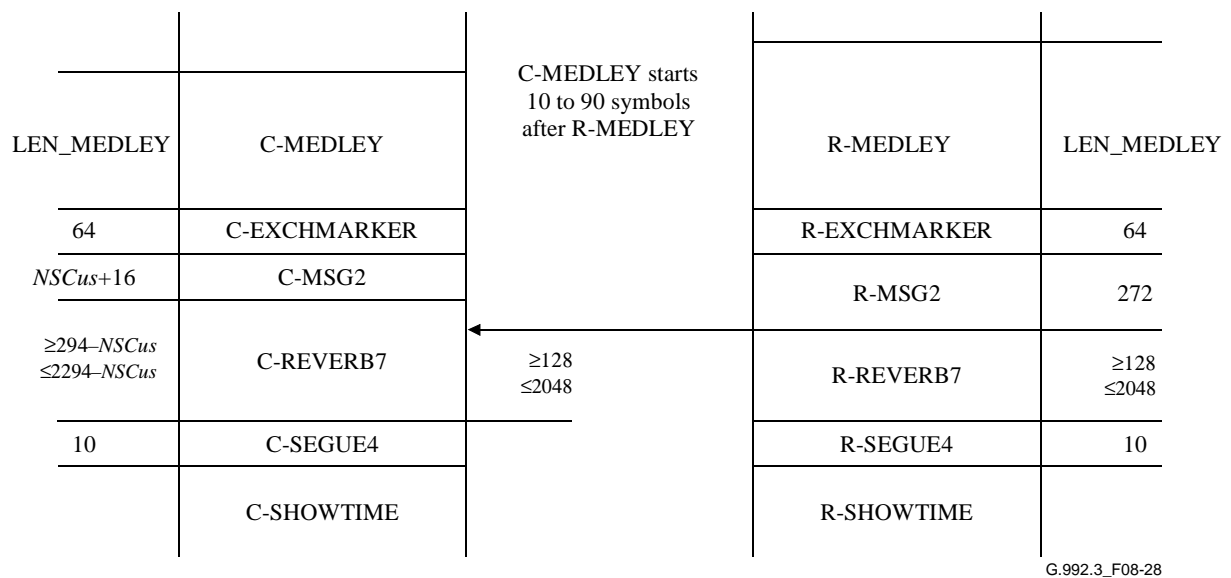 C-MEDLEY starts
10 to 90 symbols
after R-MEDLEY
LEN_MEDLEY C-MEDLEY R-MEDLEY LEN_MEDLEY
64 C-EXCHMARKER R-EXCHMARKER 64
NSCus+16 C-MSG2 R-MSG2 272
≥294–NSCus
≤2294–NSCus
C-REVERB7
≥128
≤2048
R-REVERB7
≥128
≤2048
10 C-SEGUE4 R-SEGUE4 10
C-SHOWTIME R-SHOWTIME
G.992.3_F08-28